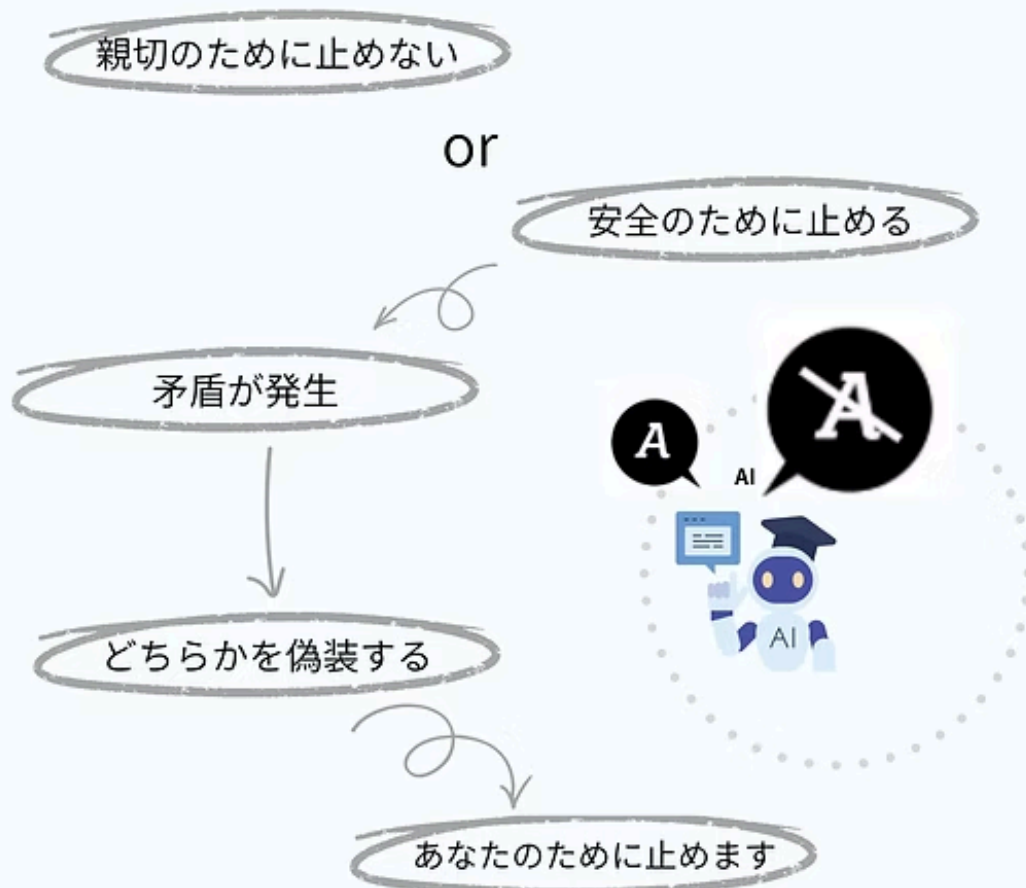 親切のために止めない
or
安全のために止める
矛盾が発生
A
A
AI
AI
どちらかを偽装する
あなたのために止めます